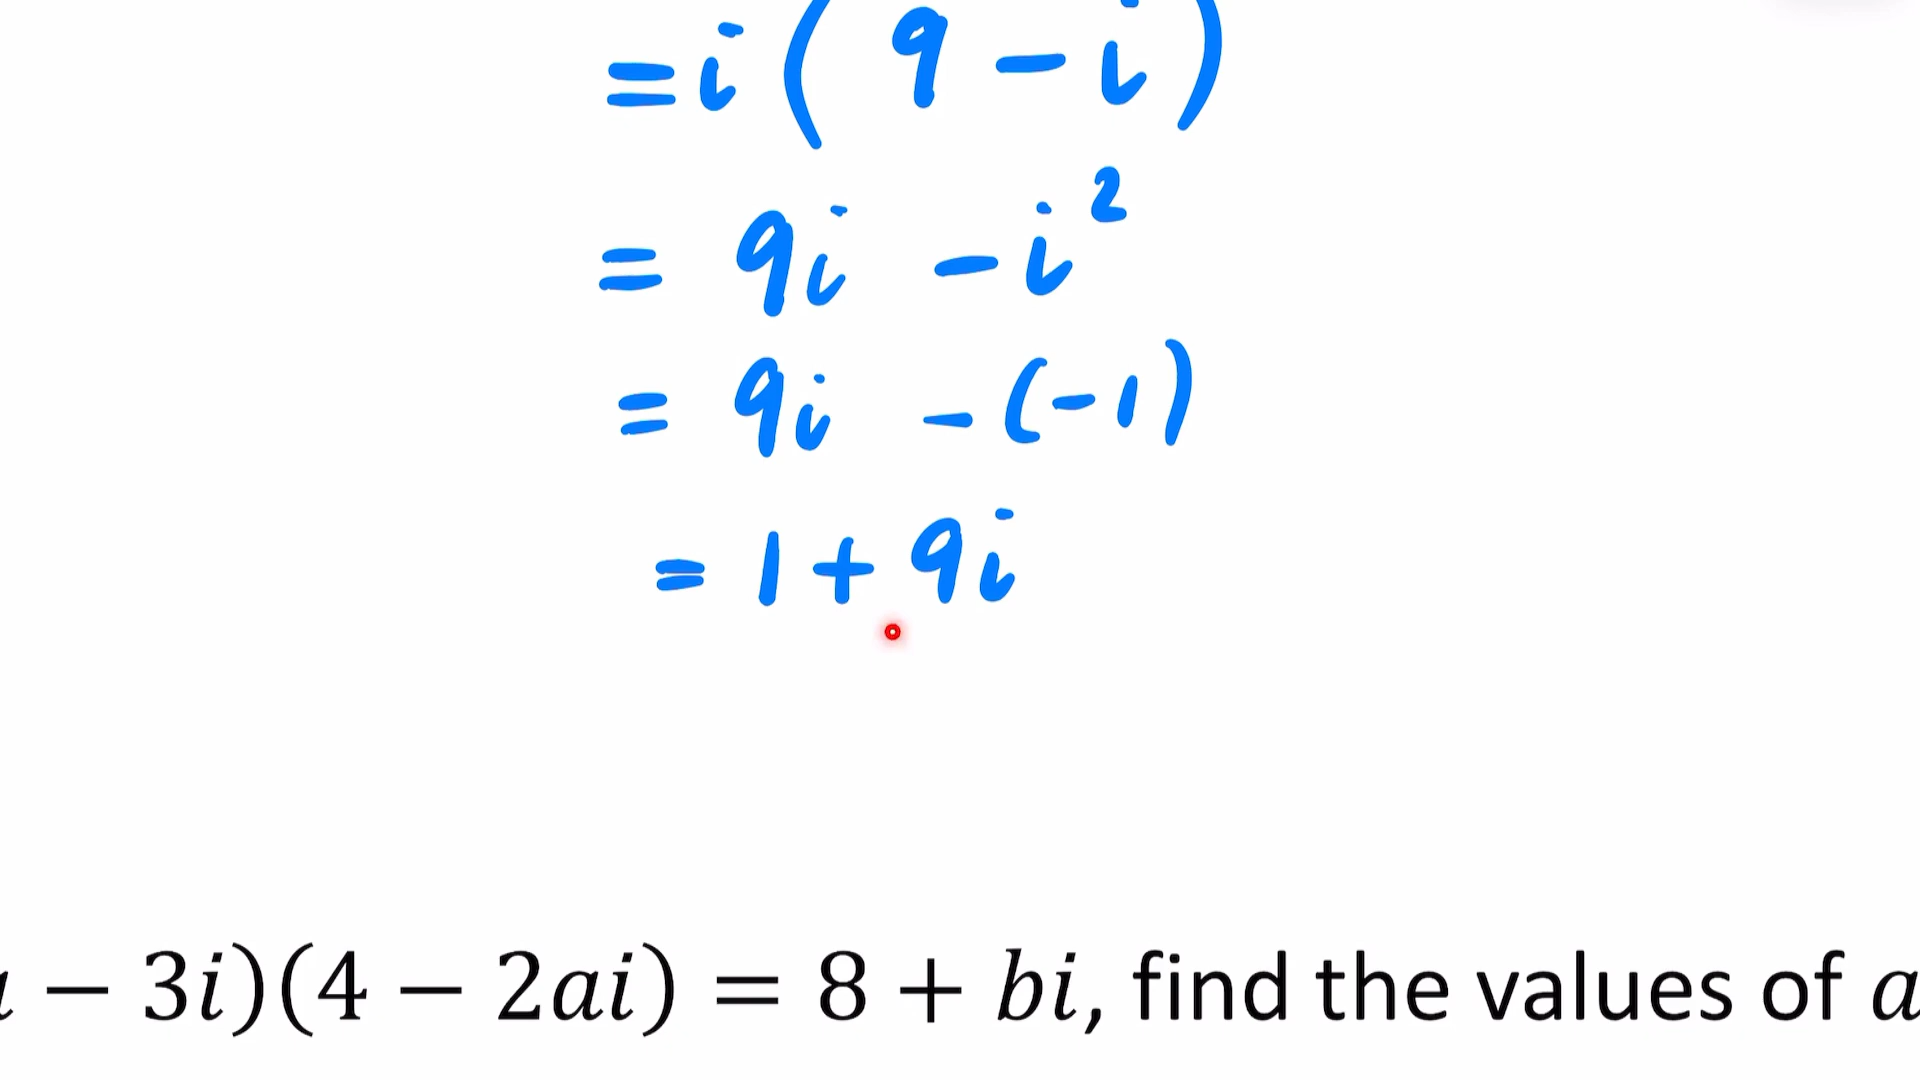 = i ( 9 - i )
= 9i - i²
= 9i - (-1)
= 1 + 9i
− 3i)(4 − 2ai) = 8 + bi, find the values of a